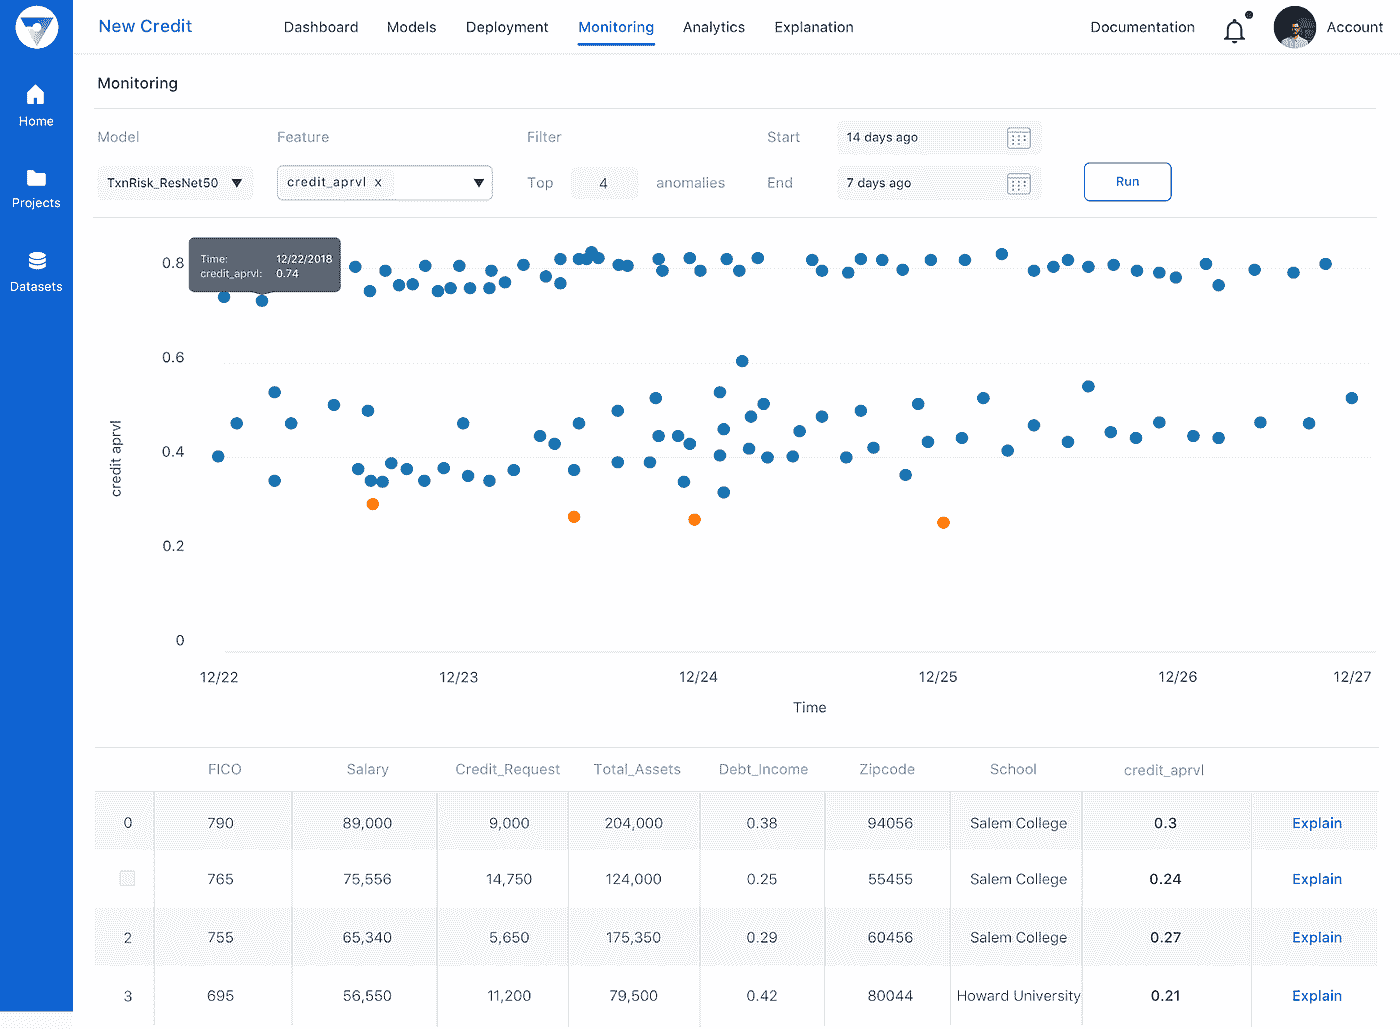 New Credit Dashboard Models Deployment Monitoring Analytics Explanation Documentation Account
Home
Projects
Datasets
Monitoring
Model Feature Filter Start 14 days ago
TxnRisk_ResNet50 credit_aprvl x Top 4 anomalies End 7 days ago Run
Time: 12/22/2018
credit_aprvl: 0.74
0.8
0.6
0.4
0.2
0
credit aprvl
12/22 12/23 12/24 12/25 12/26 12/27
Time
FICO Salary Credit_Request Total_Assets Debt_Income Zipcode School credit_aprvl
0 790 89,000 9,000 204,000 0.38 94056 Salem College 0.3 Explain
765 75,556 14,750 124,000 0.25 55455 Salem College 0.24 Explain
2 755 65,340 5,650 175,350 0.29 60456 Salem College 0.27 Explain
3 695 56,550 11,200 79,500 0.42 80044 Howard University 0.21 Explain